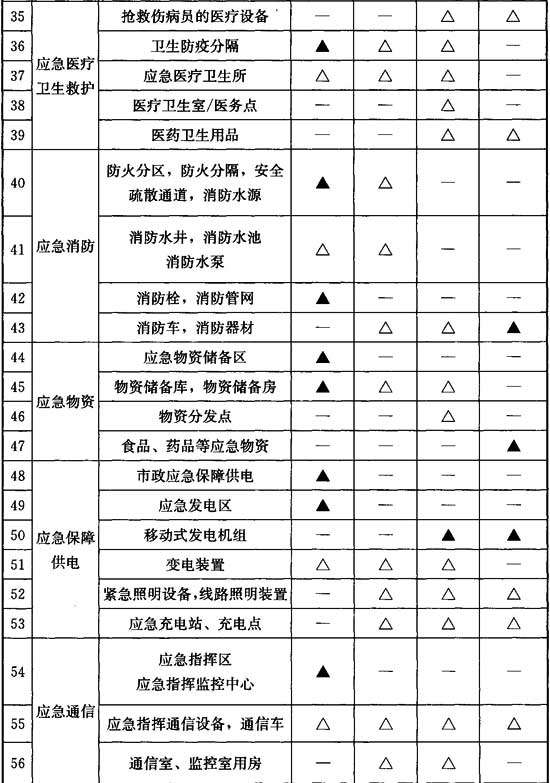 35 抢救伤病员的医疗设备 — — △ △
36 卫生防疫分隔 ▲ △ △ —
应急医疗
卫生救护
37 应急医疗卫生所 △ △ △ —
38 医疗卫生室/医务点 — — △ —
39 医药卫生用品 — — △ △
40 防火分区，防火分隔，安全
疏散通道，消防水源 ▲ △ — —
应急消防
41 消防水井，消防水池
消防水泵 △ △ — —
42 消防栓，消防管网 ▲ — — —
43 消防车，消防器材 — △ △ ▲
44 应急物资储备区 ▲ — — —
45 物资储备库，物资储备房 ▲ △ △ —
应急物资
46 物资分发点 — — △ —
47 食品、药品等应急物资 — — — ▲
48 市政应急保障供电 ▲ — — —
49 应急发电区 ▲ — — —
50 移动式发电机组 — — ▲ ▲
应急保障
供电
51 变电装置 △ △ △ —
52 紧急照明设备,线路照明装置 — △ △ △
53 应急充电站、充电点 — △ △ △
54 应急指挥区
应急指挥监控中心 ▲ — — —
应急通信
55 应急指挥通信设备，通信车 △ △ △ △
56 通信室、监控室用房 — △ △ —